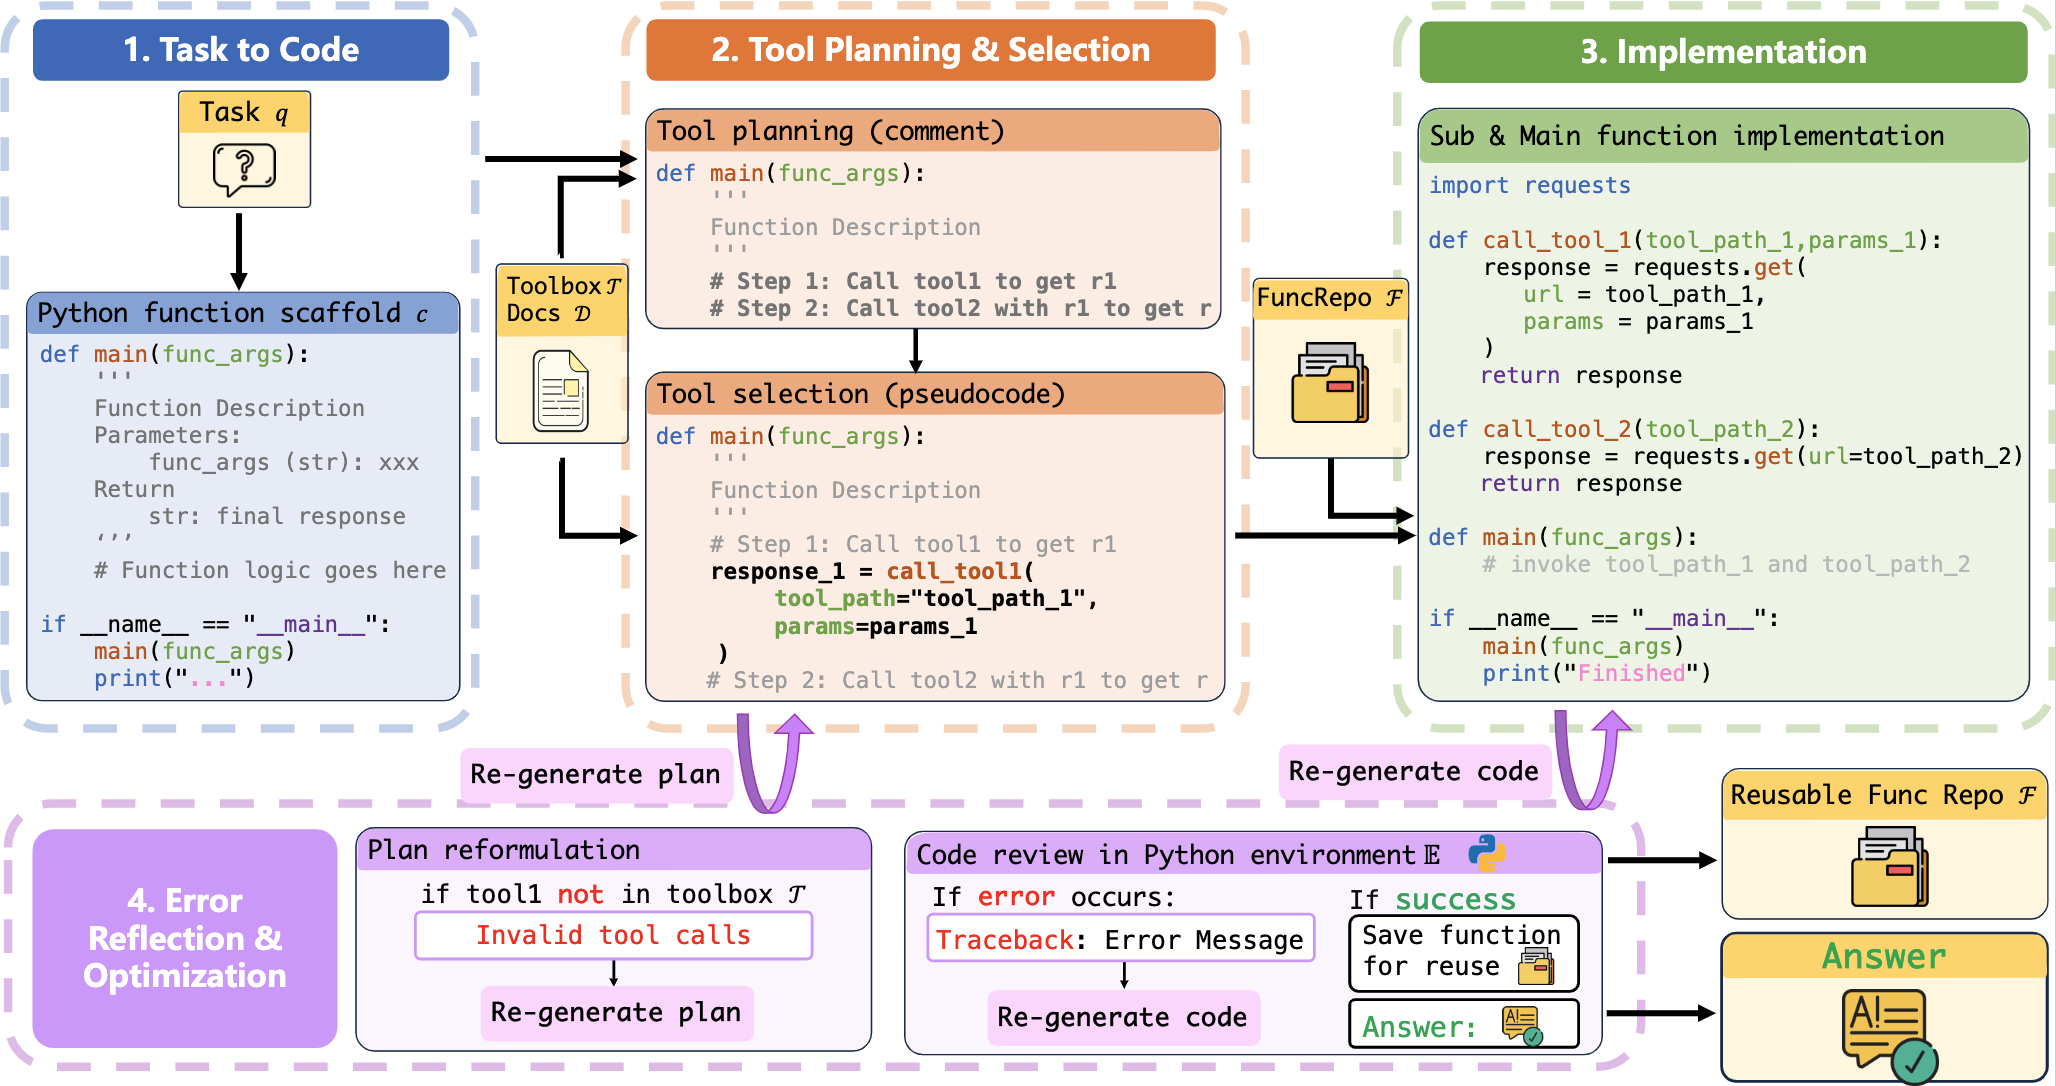 1. Task to Code
Task q
?
Python function scaffold c
def main(func_args):
'''
Function Description
Parameters:
func_args (str): xxx
Return
str: final response
‘,,
# Function logic goes here
if __name__ == "__main__":
main(func_args)
print("...")
2. Tool Planning & Selection
Toolbox 𝒯
Docs 𝒟
Tool planning (comment)
def main(func_args):
'''
Function Description
'''
# Step 1: Call tool1 to get r1
# Step 2: Call tool2 with r1 to get r
Tool selection (pseudocode)
def main(func_args):
'''
Function Description
'''
# Step 1: Call tool1 to get r1
response_1 = call_tool1(
tool_path="tool_path_1",
params=params_1
)
# Step 2: Call tool2 with r1 to get r
FuncRepo ℱ
3. Implementation
Sub & Main function implementation
import requests
def call_tool_1(tool_path_1,params_1):
response = requests.get(
url = tool_path_1,
params = params_1
)
return response
def call_tool_2(tool_path_2):
response = requests.get(url=tool_path_2)
return response
def main(func_args):
# invoke tool_path_1 and tool_path_2
if __name__ == "__main__":
main(func_args)
print("Finished")
Re-generate plan
Re-generate code
4. Error
Reflection &
Optimization
Plan reformulation
if tool1 not in toolbox 𝒯
Invalid tool calls
Re-generate plan
Code review in Python environment 𝔼
If error occurs:
Traceback: Error Message
Re-generate code
If success
Save function
for reuse
Answer:
A!
Reusable Func Repo ℱ
Answer
A!